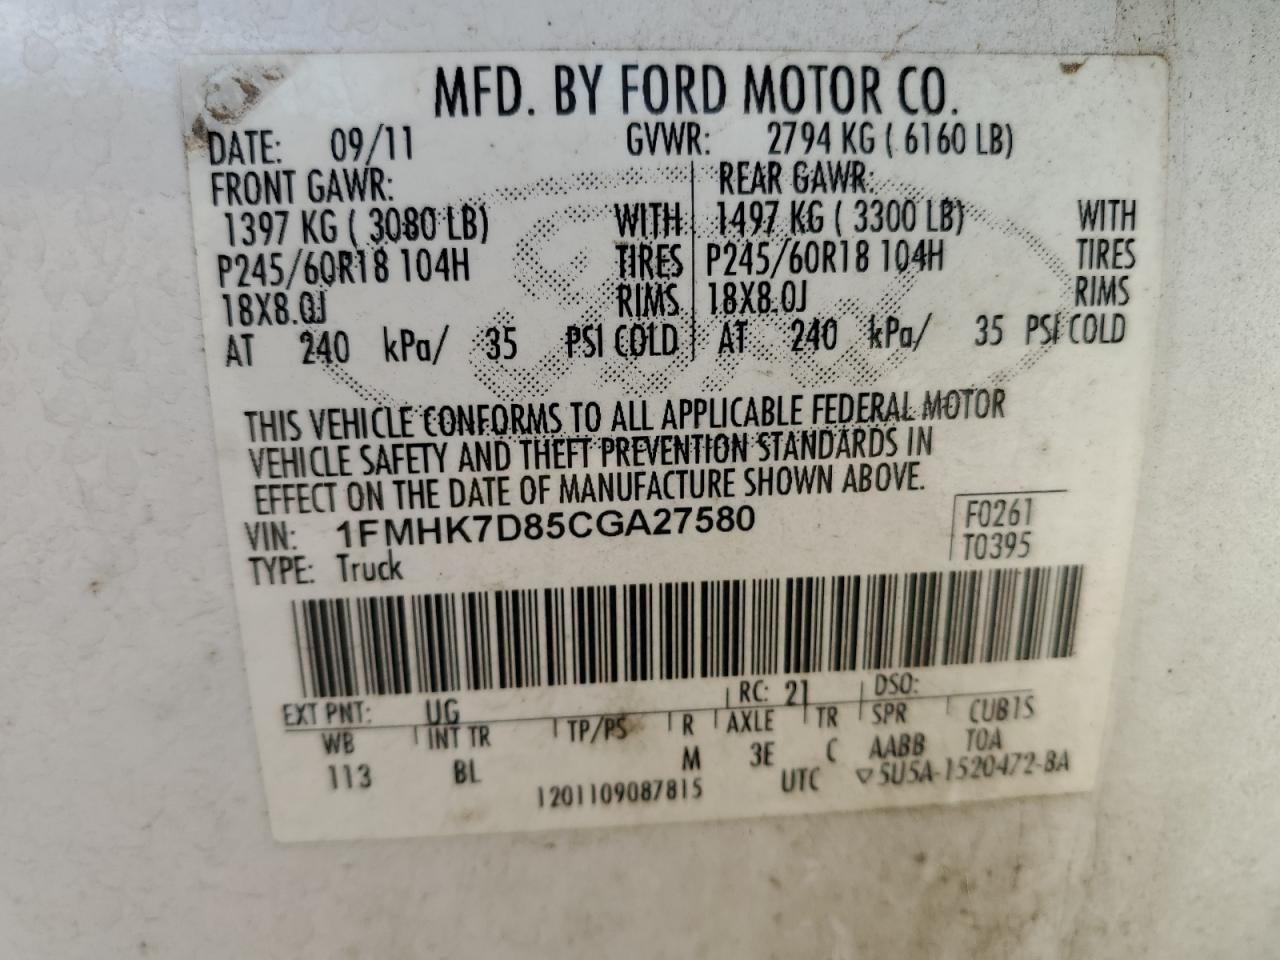 MFD. BY FORD MOTOR CO.
DATE: 09/11 GVWR: 2794 KG ( 6160 LB)
FRONT GAWR: REAR GAWR:
1397 KG ( 3080 LB) WITH 1497 KG ( 3300 LB) WITH
P245/60R18 104H TIRES P245/60R18 104H TIRES
18X8.0J RIMS 18X8.0J RIMS
AT 240 kPa/ 35 PSI COLD AT 240 kPa/ 35 PSI COLD
THIS VEHICLE CONFORMS TO ALL APPLICABLE FEDERAL MOTOR
VEHICLE SAFETY AND THEFT PREVENTION STANDARDS IN
EFFECT ON THE DATE OF MANUFACTURE SHOWN ABOVE.
VIN: 1FMHK7D85CGA27580 F0261
TYPE: Truck T0395
EXT PNT: UG RC: 21 DSO:
WB INT TR TP/PS R AXLE TR SPR CUB1S
113 BL M 3E C AABB TOA
1201109087815 UTC ▽5U5A-1520472-BA